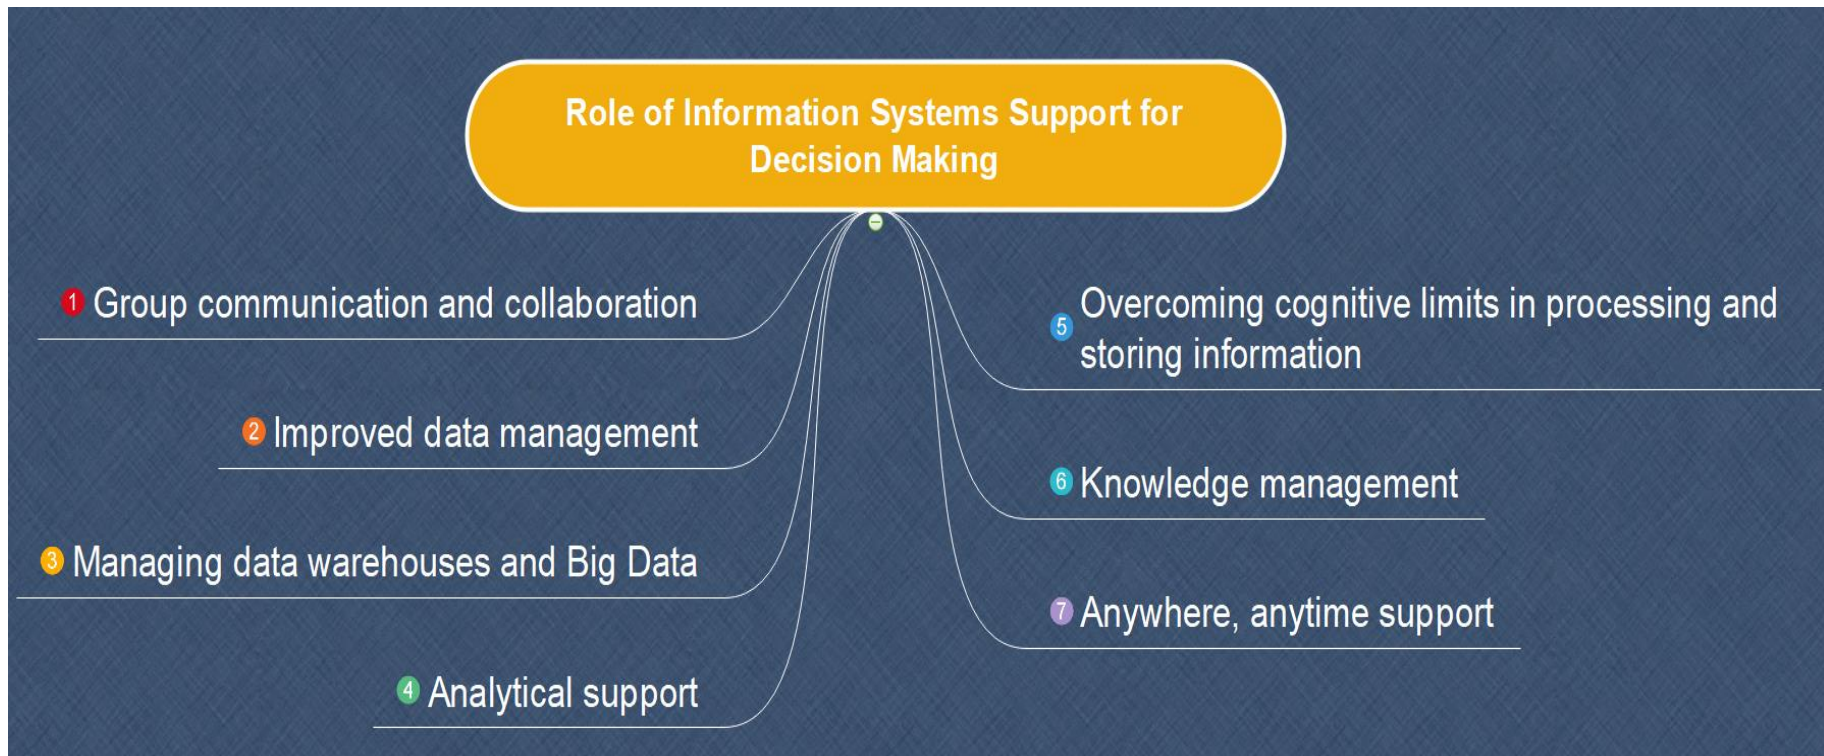 Role of Information Systems Support for
Decision Making
1 Group communication and collaboration
2 Improved data management
3 Managing data warehouses and Big Data
4 Analytical support
5 Overcoming cognitive limits in processing and
storing information
6 Knowledge management
7 Anywhere, anytime support